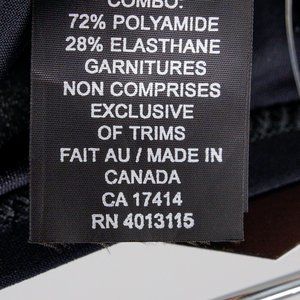 COMBO:
72% POLYAMIDE
28% ELASTHANE
GARNITURES
NON COMPRISES
EXCLUSIVE
OF TRIMS
FAIT AU / MADE IN
CANADA
CA 17414
RN 4013115